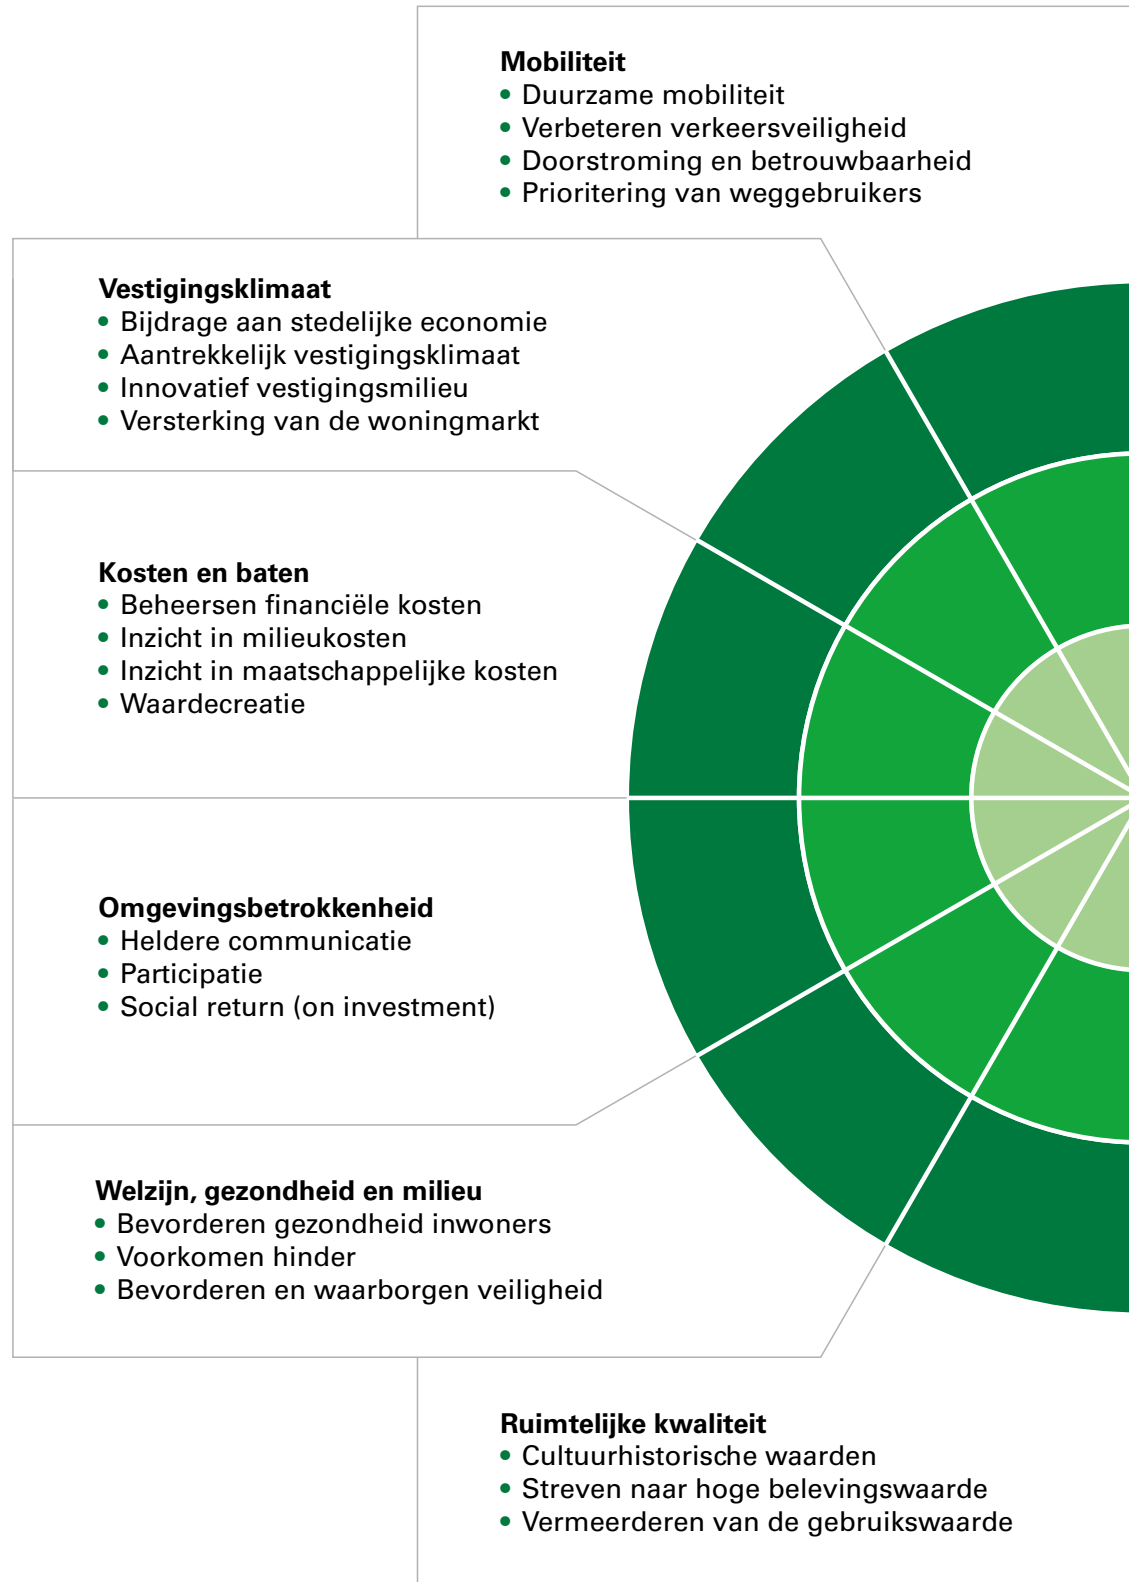 Mobiliteit
• Duurzame mobiliteit
• Verbeteren verkeersveiligheid
• Doorstroming en betrouwbaarheid
• Prioritering van weggebruikers
Vestigingsklimaat
• Bijdrage aan stedelijke economie
• Aantrekkelijk vestigingsklimaat
• Innovatief vestigingsmilieu
• Versterking van de woningmarkt
Kosten en baten
• Beheersen financiële kosten
• Inzicht in milieukosten
• Inzicht in maatschappelijke kosten
• Waardecreatie
Omgevingsbetrokkenheid
• Heldere communicatie
• Participatie
• Social return (on investment)
Welzijn, gezondheid en milieu
• Bevorderen gezondheid inwoners
• Voorkomen hinder
• Bevorderen en waarborgen veiligheid
Ruimtelijke kwaliteit
• Cultuurhistorische waarden
• Streven naar hoge belevingswaarde
• Vermeerderen van de gebruikswaarde